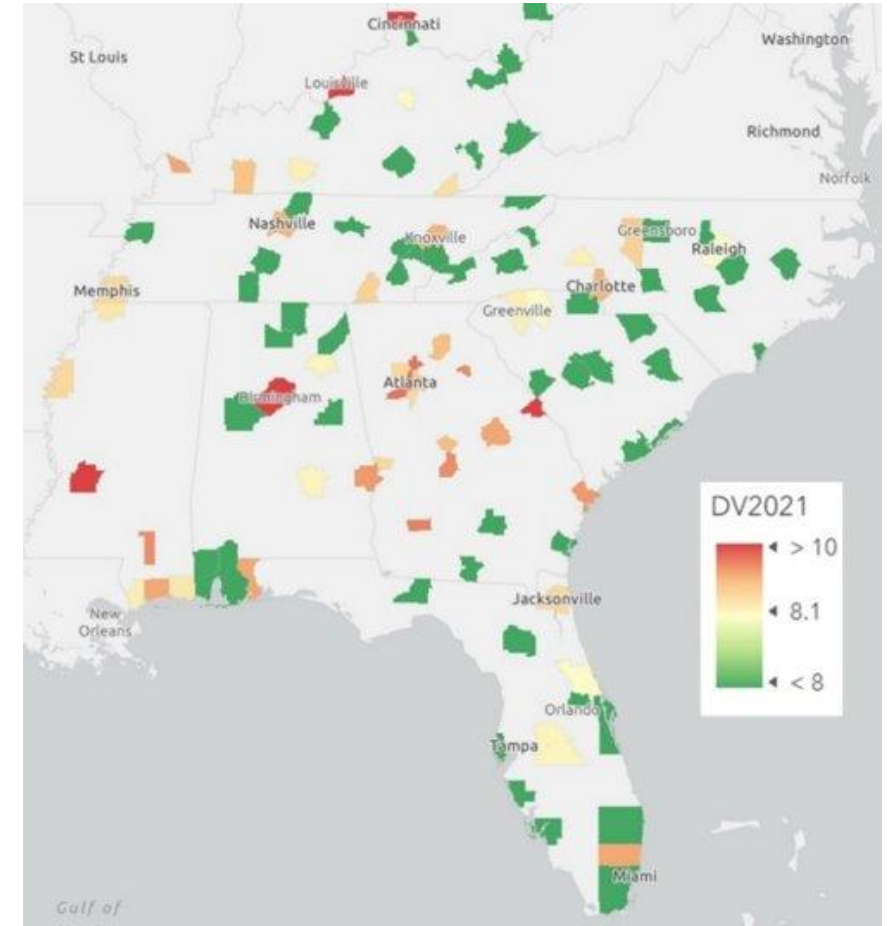 Cincinnati
St Louis
Washington
Louisville
Richmond
Norfolk
Nashville
Knoxville
Greensboro
Raleigh
Memphis
Charlotte
Greenville
Atlanta
Birmingham
DV2021
> 10
8.1
< 8
New
Orleans
Jacksonville
Orlando
Tampa
Miami
Gulf of